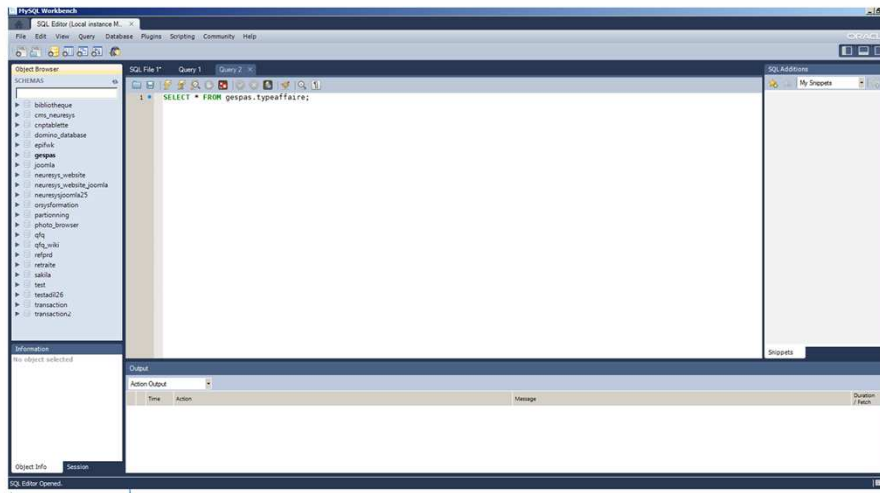 MySQL Workbench
SQL Editor (Local instance M... ×
File Edit View Query Database Plugins Scripting Community Help
ORACLE
Object Browser
SQL File 1* Query 1 Query 2 ×
SQL Additions
SCHEMAS
My Snippets
1 SELECT * FROM gespas.typeaffaire;
bibliotheque
cms_neuresys
cnptablette
domino_database
epifwk
gespas
joomla
neuresys_website
neuresys_website_joomla
neuresysjoomla25
orsysformation
partionning
photo_browser
qfq
qfq_wiki
refprd
retraite
sakila
test
testadil26
transaction
transaction2
Information
No object selected
Snippets
Output
Action Output
Time Action Message Duration / Fetch
Object Info Session
SQL Editor Opened.